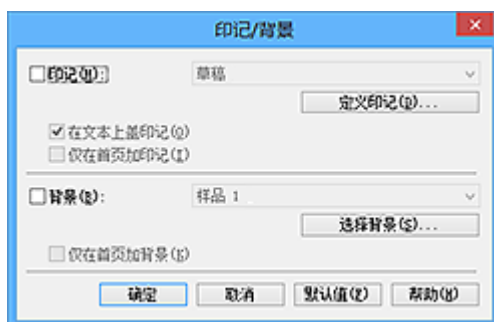 印记/背景
印记(W): 草稿
定义印记(D)...
在文本上盖印记(O)
仅在首页加印记(I)
背景(B): 样品 1
选择背景(S)...
仅在首页加背景(K)
确定 取消 默认值(F) 帮助(H)